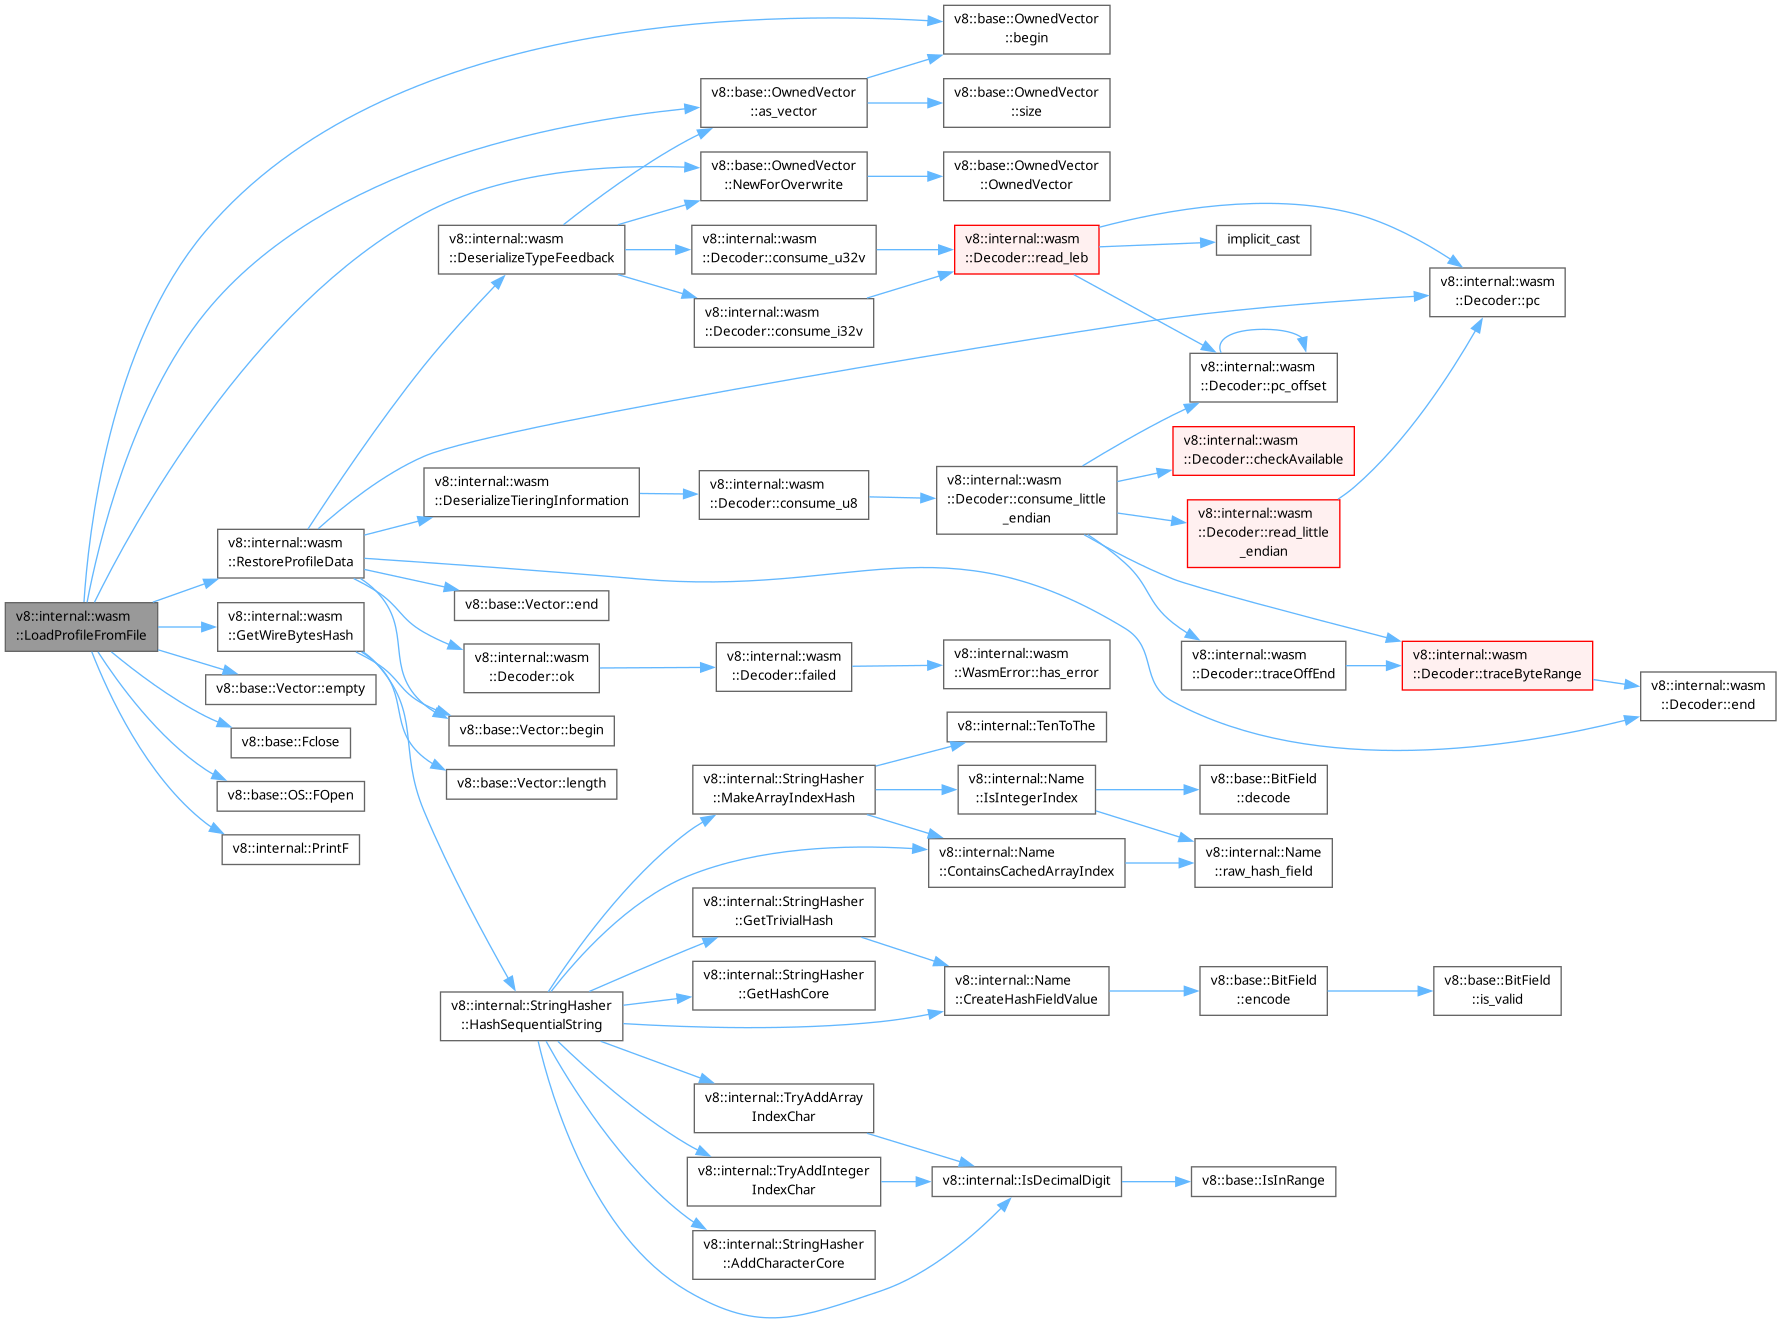 v8::internal::wasm
::LoadProfileFromFile
v8::internal::wasm
::RestoreProfileData
v8::internal::wasm
::GetWireBytesHash
v8::base::Vector::empty
v8::base::Fclose
v8::base::OS::FOpen
v8::internal::PrintF
v8::internal::wasm
::DeserializeTypeFeedback
v8::internal::wasm
::DeserializeTieringInformation
v8::base::Vector::end
v8::internal::wasm
::Decoder::ok
v8::base::Vector::begin
v8::base::Vector::length
v8::internal::StringHasher
::HashSequentialString
v8::base::OwnedVector
::as_vector
v8::base::OwnedVector
::NewForOverwrite
v8::internal::wasm
::Decoder::consume_u32v
v8::internal::wasm
::Decoder::consume_i32v
v8::internal::wasm
::Decoder::consume_u8
v8::internal::wasm
::Decoder::failed
v8::internal::StringHasher
::MakeArrayIndexHash
v8::internal::StringHasher
::GetTrivialHash
v8::internal::StringHasher
::GetHashCore
v8::internal::TryAddArray
IndexChar
v8::internal::TryAddInteger
IndexChar
v8::internal::StringHasher
::AddCharacterCore
v8::base::OwnedVector
::begin
v8::base::OwnedVector
::size
v8::base::OwnedVector
::OwnedVector
v8::internal::wasm
::Decoder::read_leb
v8::internal::wasm
::Decoder::consume_little
_endian
v8::internal::wasm
::WasmError::has_error
v8::internal::TenToThe
v8::internal::Name
::IsIntegerIndex
v8::internal::Name
::ContainsCachedArrayIndex
v8::internal::Name
::CreateHashFieldValue
v8::internal::IsDecimalDigit
implicit_cast
v8::internal::wasm
::Decoder::pc_offset
v8::internal::wasm
::Decoder::checkAvailable
v8::internal::wasm
::Decoder::read_little
_endian
v8::internal::wasm
::Decoder::traceOffEnd
v8::base::BitField
::decode
v8::internal::Name
::raw_hash_field
v8::base::BitField
::encode
v8::base::IsInRange
v8::internal::wasm
::Decoder::pc
v8::internal::wasm
::Decoder::traceByteRange
v8::base::BitField
::is_valid
v8::internal::wasm
::Decoder::end